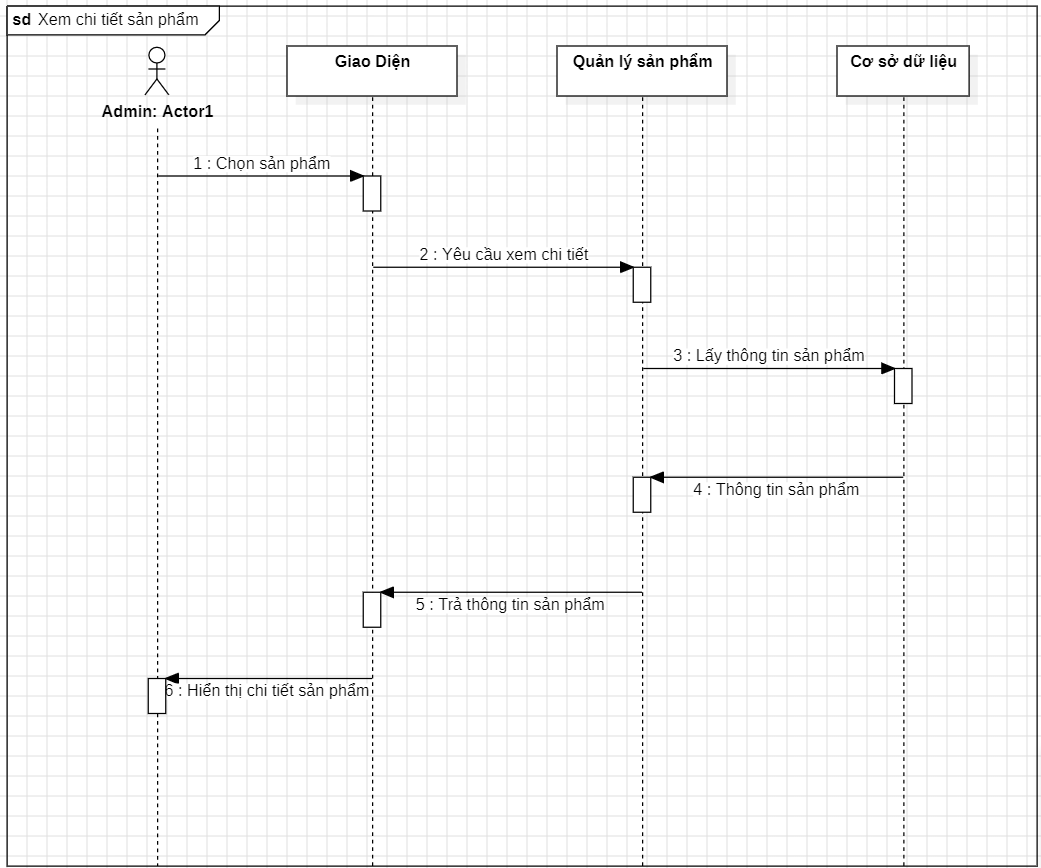 sd Xem chi tiết sản phẩm
Admin: Actor1
Giao Diện
Quản lý sản phẩm
Cơ sở dữ liệu
1 : Chọn sản phẩm
2 : Yêu cầu xem chi tiết
3 : Lấy thông tin sản phẩm
4 : Thông tin sản phẩm
5 : Trả thông tin sản phẩm
6 : Hiển thị chi tiết sản phẩm